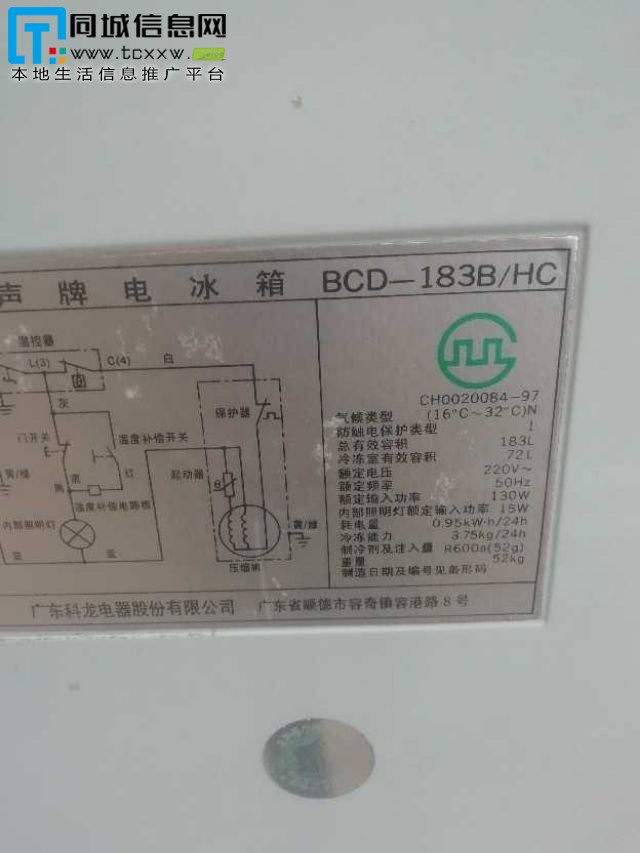 同城信息网
www.tcxxw.com
本地生活信息推广平台
声牌电冰箱 BCD-183B/HC
温控器
L(3) C(4) 白
灰
保护器
门开关 温度补偿开关
黄/绿 黑 红 起动器
温度补偿电路
内部照明灯
蓝 蓝
黄/绿
压缩机
CH0020084-97
气候类型 (16°C~32°C)N
防触电保护类型 I
总有效容积 183L
冷冻室有效容积 72L
额定电压 220V~
额定频率 50Hz
额定输入功率 130W
内部照明灯额定输入功率 15W
耗电量 0.95kW·h/24h
冷冻能力 3.75kg/24h
制冷剂及注入量 R600a(52g)
重量 52kg
制造日期及编号见条形码
广东科龙电器股份有限公司 广东省顺德市容奇镇容港路8号